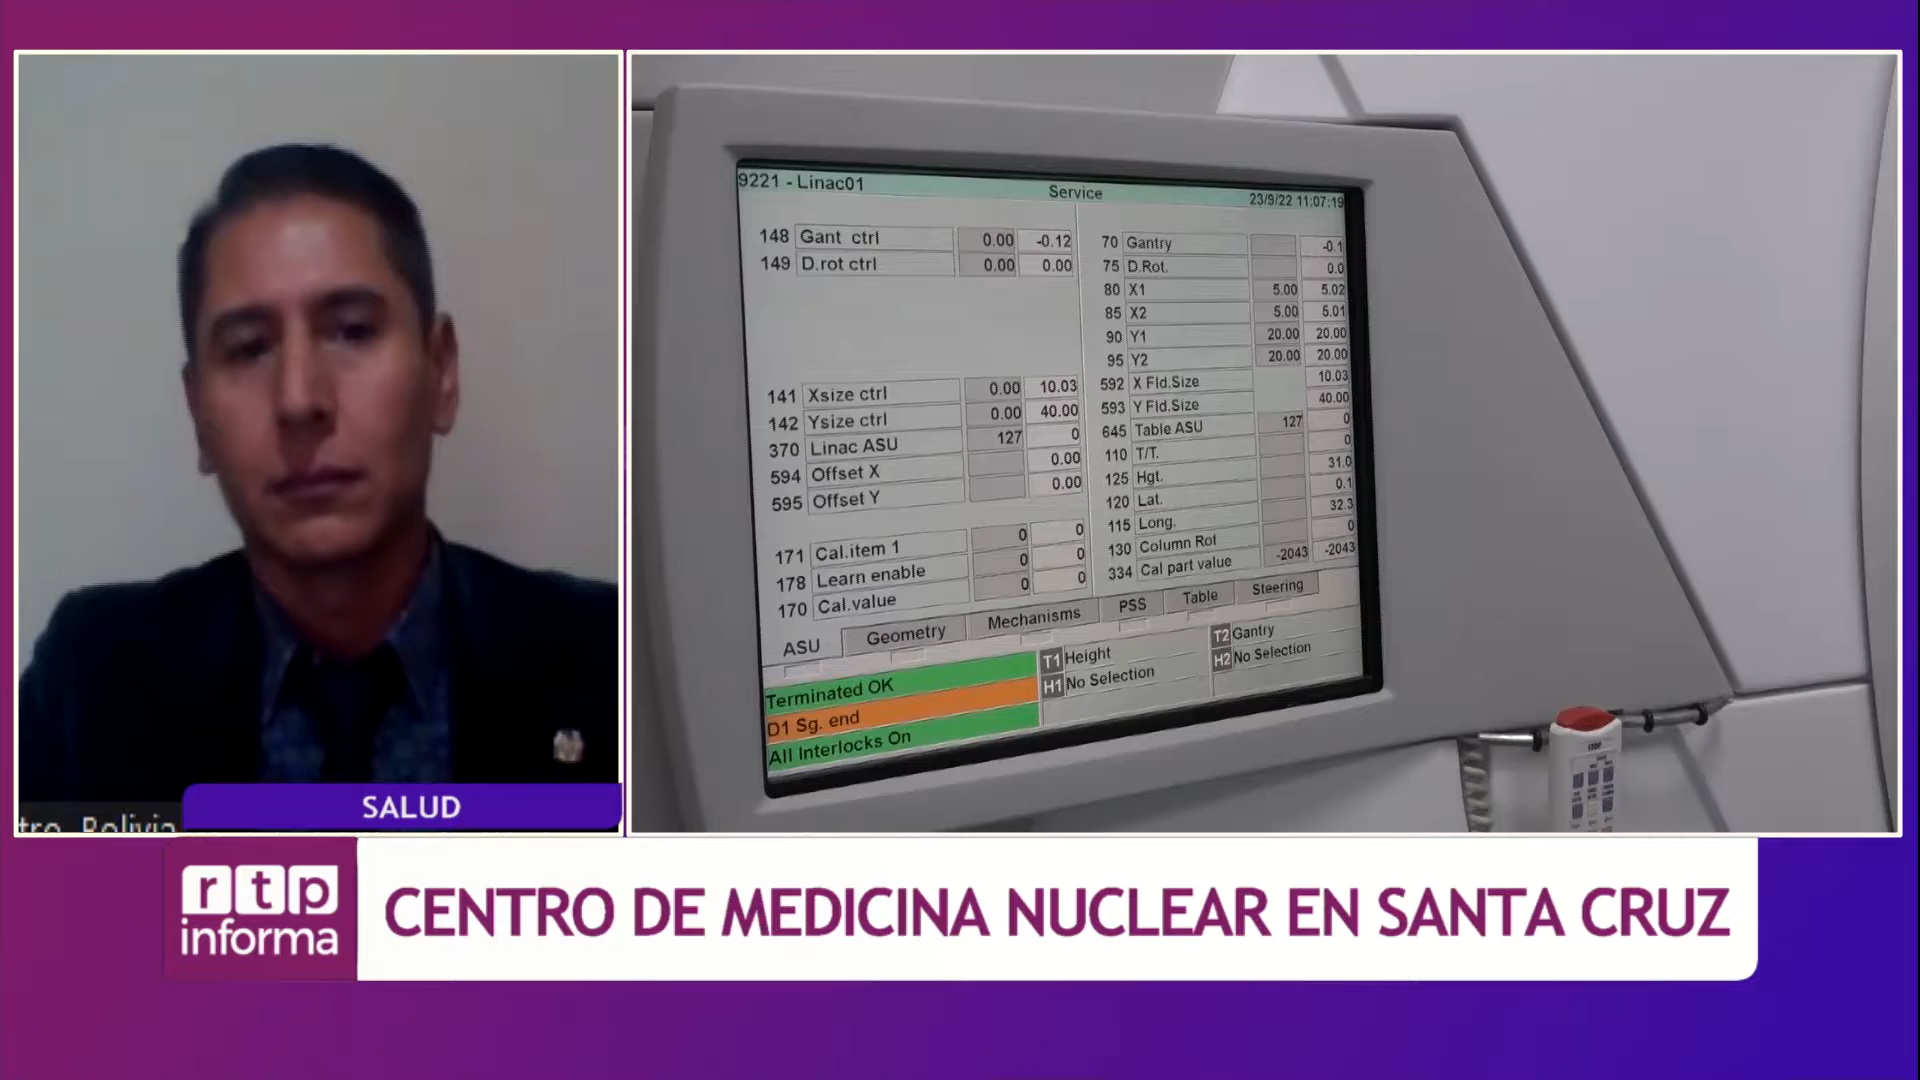 9221 - Linac01
Service
23/9/22 11:07:19
148 Gant ctrl 0.00 -0.12
149 D.rot ctrl 0.00 0.00
141 Xsize ctrl 0.00 10.03
142 Ysize ctrl 0.00 40.00
370 Linac ASU 127 0
594 Offset X 0.00
595 Offset Y 0.00
171 Cal.item 1 0 0
178 Learn enable 0 0
170 Cal.value 0 0
70 Gantry -0.1
75 D.Rot. 0.0
80 X1 5.00 5.02
85 X2 5.00 5.01
90 Y1 20.00 20.00
95 Y2 20.00 20.00
592 X Fld.Size 10.03
593 Y Fld.Size 40.00
645 Table ASU 127 0
110 T/T. 0
125 Hgt. 31.0
120 Lat. 0.1
115 Long. 32.3
130 Column Rot 0
334 Cal part value -2043 -2043
ASU Geometry Mechanisms PSS Table Steering
Terminated OK
D1 Sg. end
All Interlocks On
T1 Height
H1 No Selection
T2 Gantry
H2 No Selection
STOP
tro Bolivia
SALUD
rtp
informa
CENTRO DE MEDICINA NUCLEAR EN SANTA CRUZ